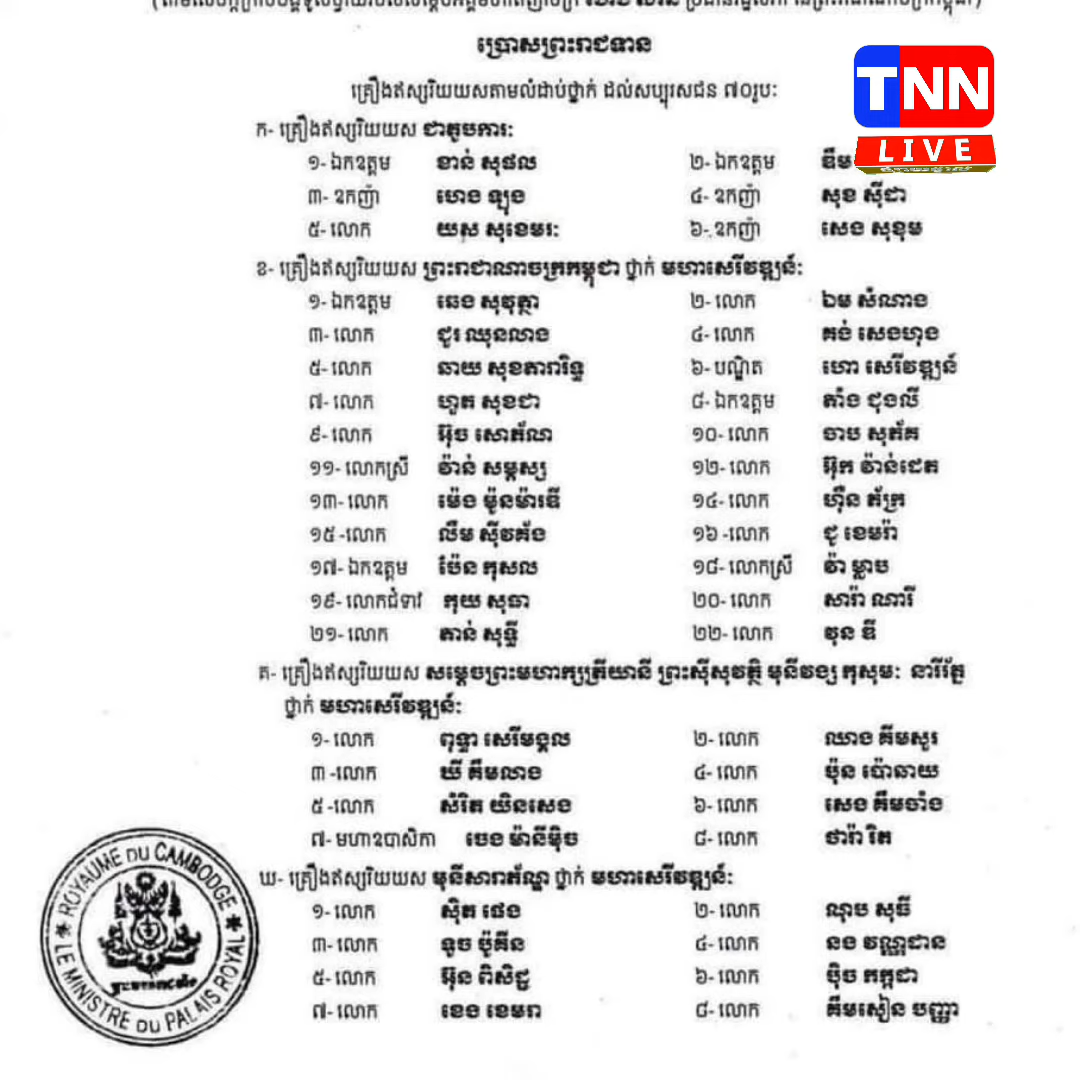 ប្រោសព្រះរាជទាន
គ្រឿងឥស្សរិយយសតាមលំដាប់ថ្នាក់ ដល់សប្បុរសជន ៧០រូបៈ
TNN
LIVE
ក- គ្រឿងឥស្សរិយយស ជាតូបការៈ
១- ឯកឧត្តម ខាន់ សុផល ២- ឯកឧត្តម ឌឹម
៣- ឧកញ៉ា ហេង ឡុង ៤- ឧកញ៉ា សុខ ស៊ីដា
៥- លោក យស សុខេមរៈ ៦- ឧកញ៉ា សេង សុខុម
ខ- គ្រឿងឥស្សរិយយស ព្រះរាជាណាចក្រកម្ពុជា ថ្នាក់ មហាសេរីវឌ្ឍន៍ៈ
១- ឯកឧត្តម ឆេង សុវុត្ថា ២- លោក ឯម សំណាង
៣- លោក ជួរ ឈុនលាង ៤- លោក គង់ សេងហុង
៥- លោក ឆាយ សុខតារារិទ្ធ ៦- បណ្ឌិត ហោ សេរីវឌ្ឍន៍
៧- លោក ហួត សុខជា ៨- ឯកឧត្តម តាំង ជុងលី
៩- លោក អ៊ុច សោភ័ណ ១០- លោក ចាប សុភ័គ
១១- លោកស្រី វ៉ាន់ សម្ផស្ស ១២- លោក អ៊ុក វ៉ាន់ដេត
១៣- លោក ម៉េង ម៉ូនម៉ារឌី ១៤- លោក ហ៊ឺន ភ័ក្រ
១៥ -លោក លឹម ស៊ីវគាំង ១៦ -លោក ជូ ខេមរ៉ា
១៧- ឯកឧត្តម ប៉ែន កុសល ១៨- លោកស្រី វ៉ា ម្លាប
១៩- លោកជំទាវ កុយ សុធា ២០- លោក សារ៉ា ណារី
២១- លោក តាន់ សុទ្ធី ២២- លោក វុន ឌី
គ- គ្រឿងឥស្សរិយយស សម្តេចព្រះមហាក្សត្រីយានី ព្រះស៊ីសុវត្ថិ មុនីវង្ស កុសុមៈ នារីរ័ត្ន
ថ្នាក់ មហាសេរីវឌ្ឍន៍ៈ
១- លោក ពុទ្ធា សេរីមង្គល ២- លោក ឈាង គឹមសួរ
៣ -លោក ឃី គឹមលាង ៤- លោក ប៉ុន ប៉ោឆាយ
៥ -លោក សំរិត យិនសេង ៦- លោក សេង គឹមចាំង
៧- មហាឧបាសិកា ចេង ម៉ានីម៉ិច ៨- លោក ថារ៉ា រិត
ឃ- គ្រឿងឥស្សរិយយស មុនីសារាភ័ណ្ឌ ថ្នាក់ មហាសេរីវឌ្ឍន៍ៈ
១- លោក ស៊ិត ផេង ២- លោក ណុប សុធី
៣- លោក ទូច ប៉ូគីន ៤- លោក នង វណ្ណដាន
៥- លោក អ៊ុន ពិសិដ្ឋ ៦- លោក ប៉ិច កក្កដា
៧- លោក ខេង ខេមរា ៨- លោក គឹមសៀន បញ្ញា
ROYAUME DU CAMBODGE
LE MINISTRE DU PALAIS ROYAL